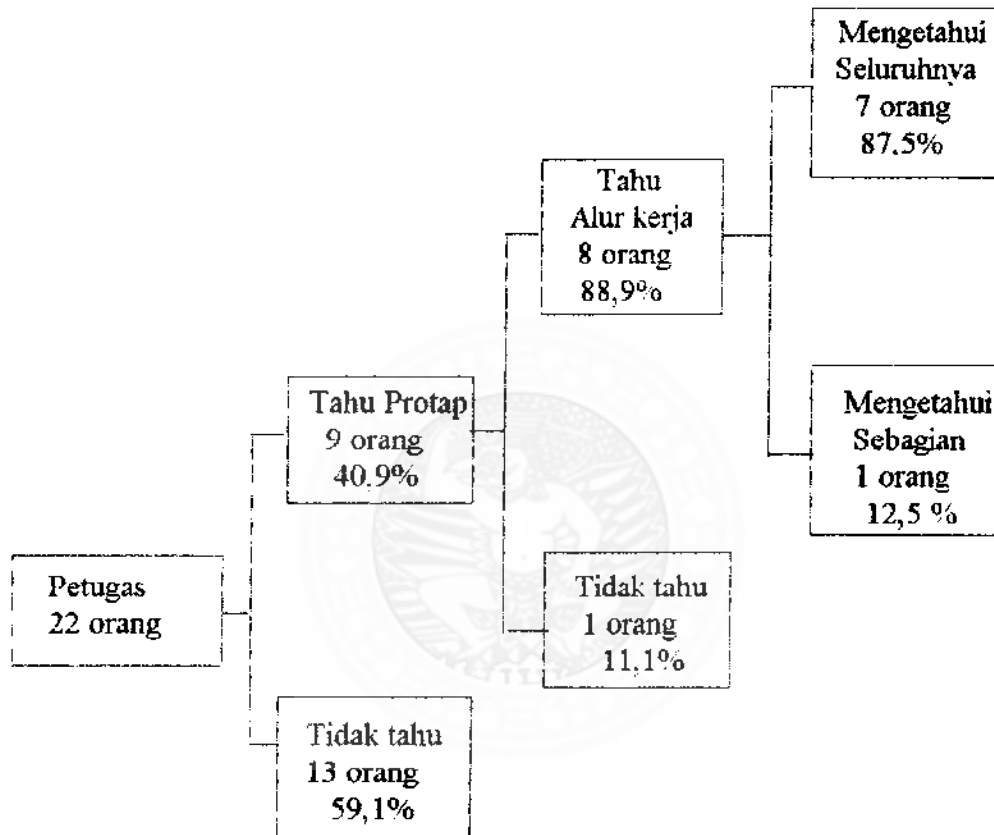 Mengetahui
Seluruhnya
7 orang
87.5%
Tahu
Alur kerja
8 orang
88,9%
Tahu Protap
9 orang
40.9%
Mengetahui
Sebagian
1 orang
12,5 %
Petugas
22 orang
Tidak tahu
1 orang
11,1%
Tidak tahu
13 orang
59,1%